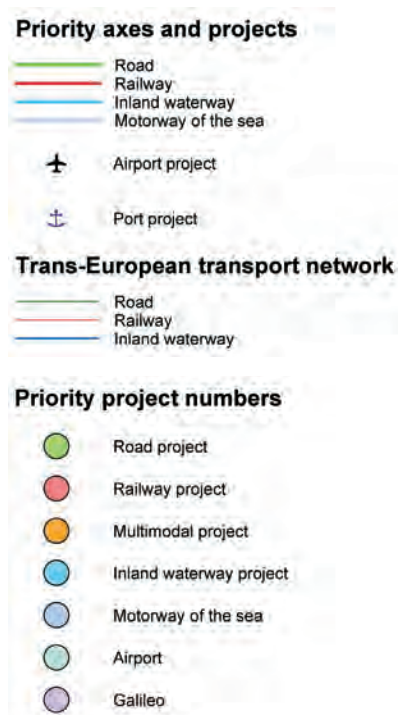 Priority axes and projects
Road
Railway
Inland waterway
Motorway of the sea
Airport project
Port project
Trans-European transport network
Road
Railway
Inland waterway
Priority project numbers
Road project
Railway project
Multimodal project
Inland waterway project
Motorway of the sea
Airport
Galileo